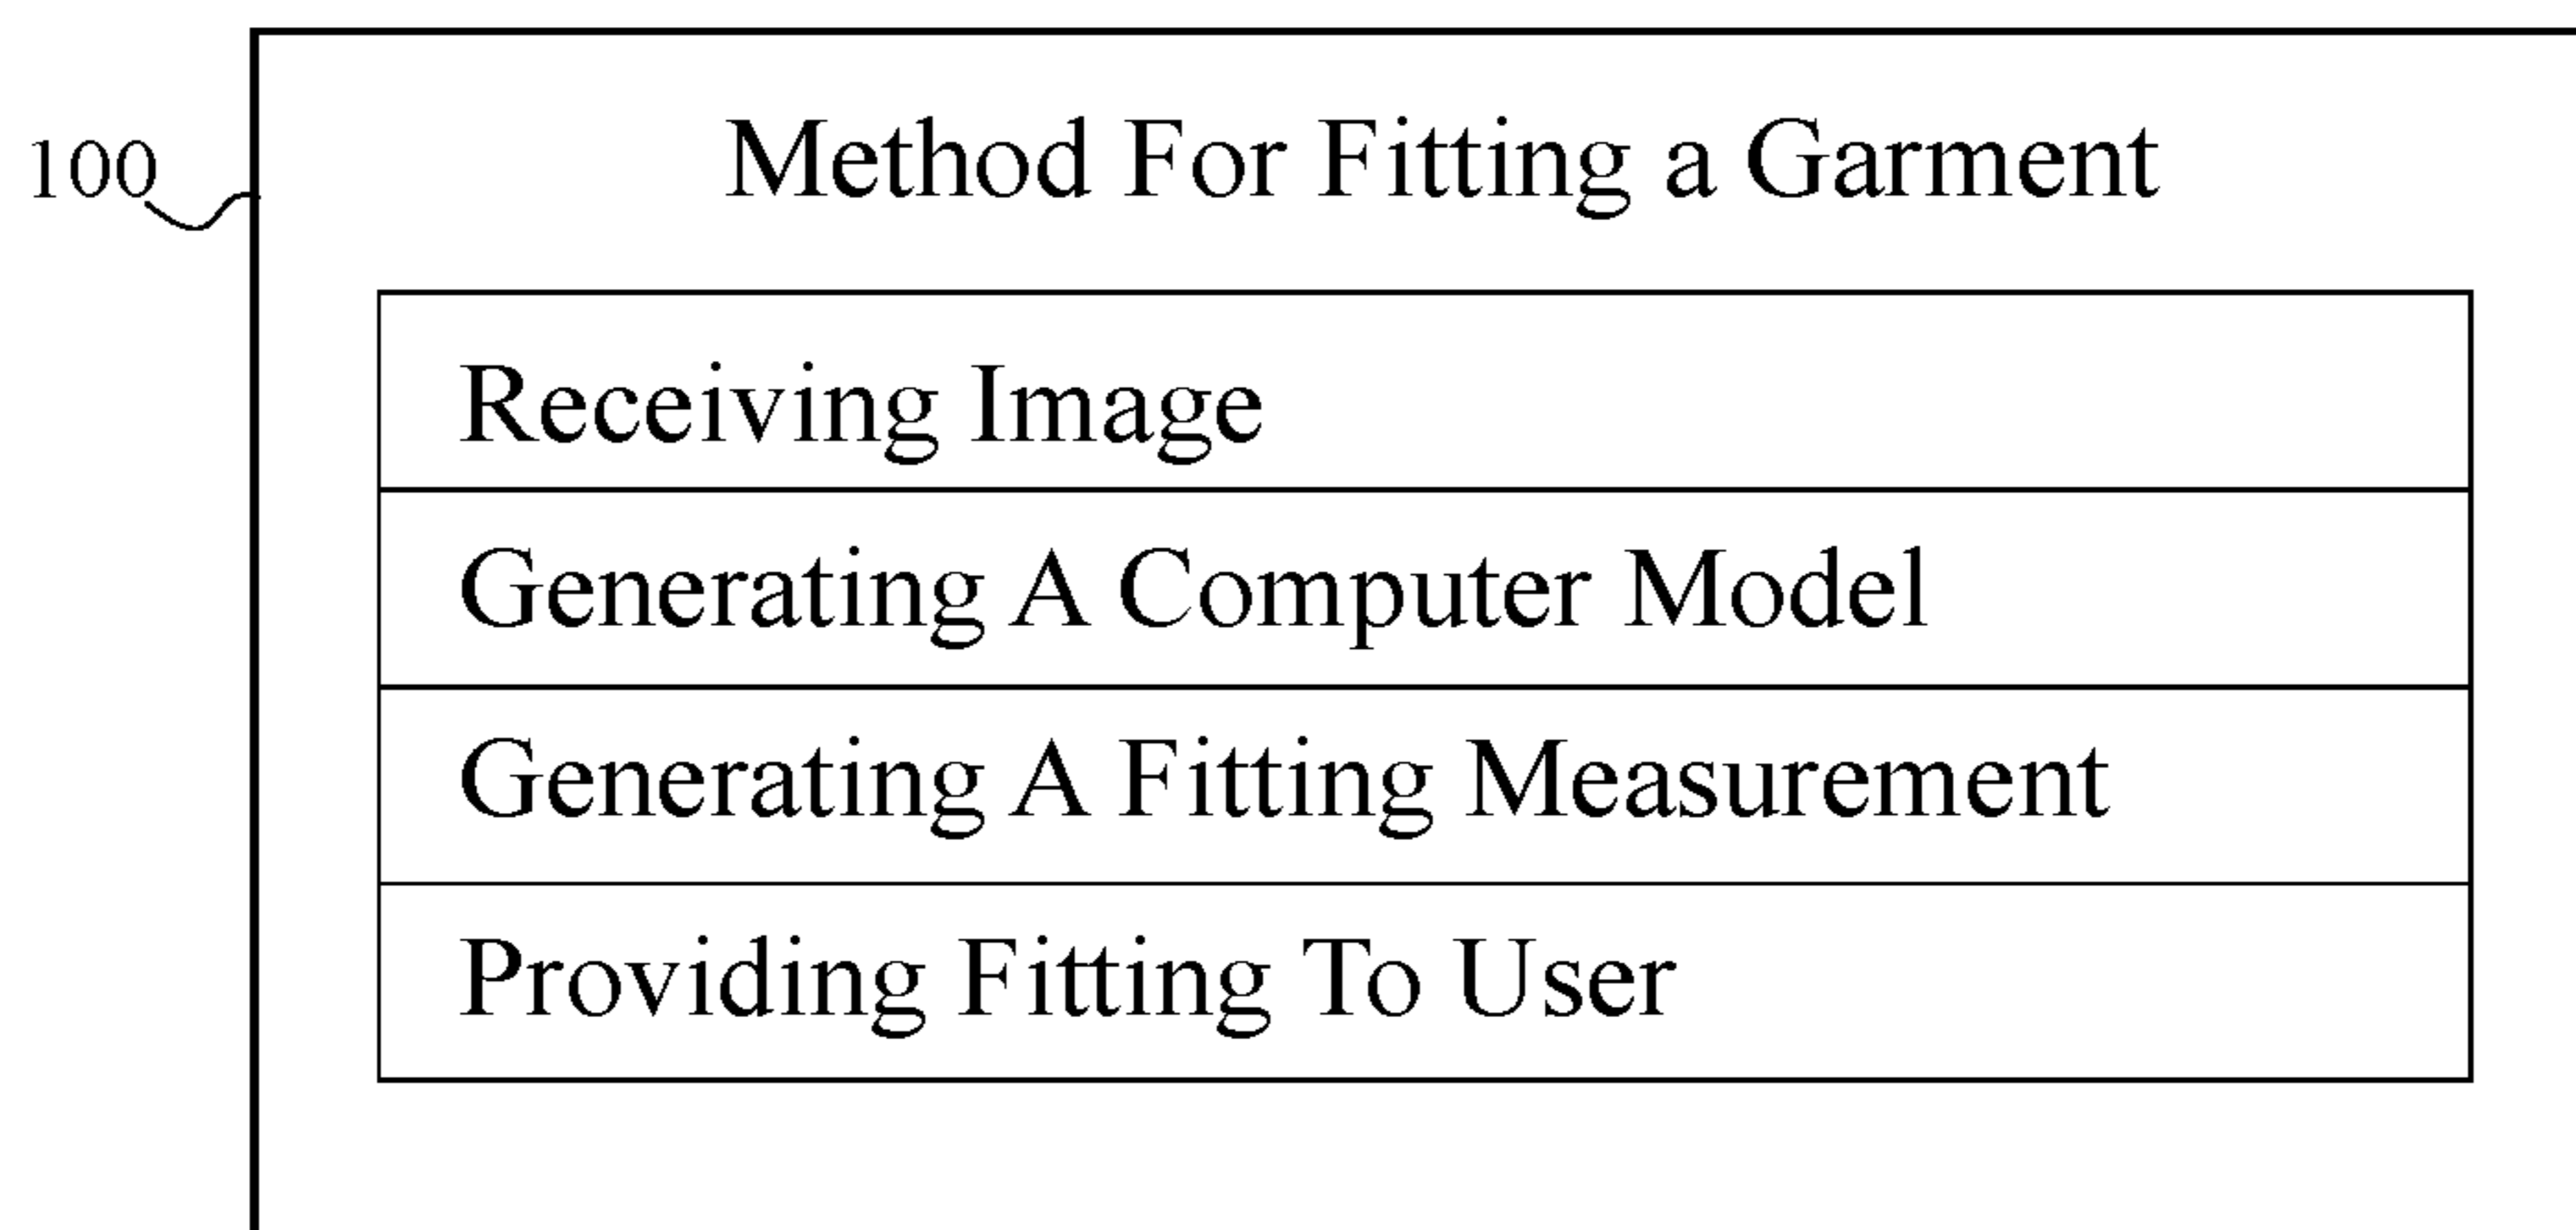 Method For Fitting a Garment
100
Receiving Image
Generating A Computer Model
Generating A Fitting Measurement
Providing Fitting To User